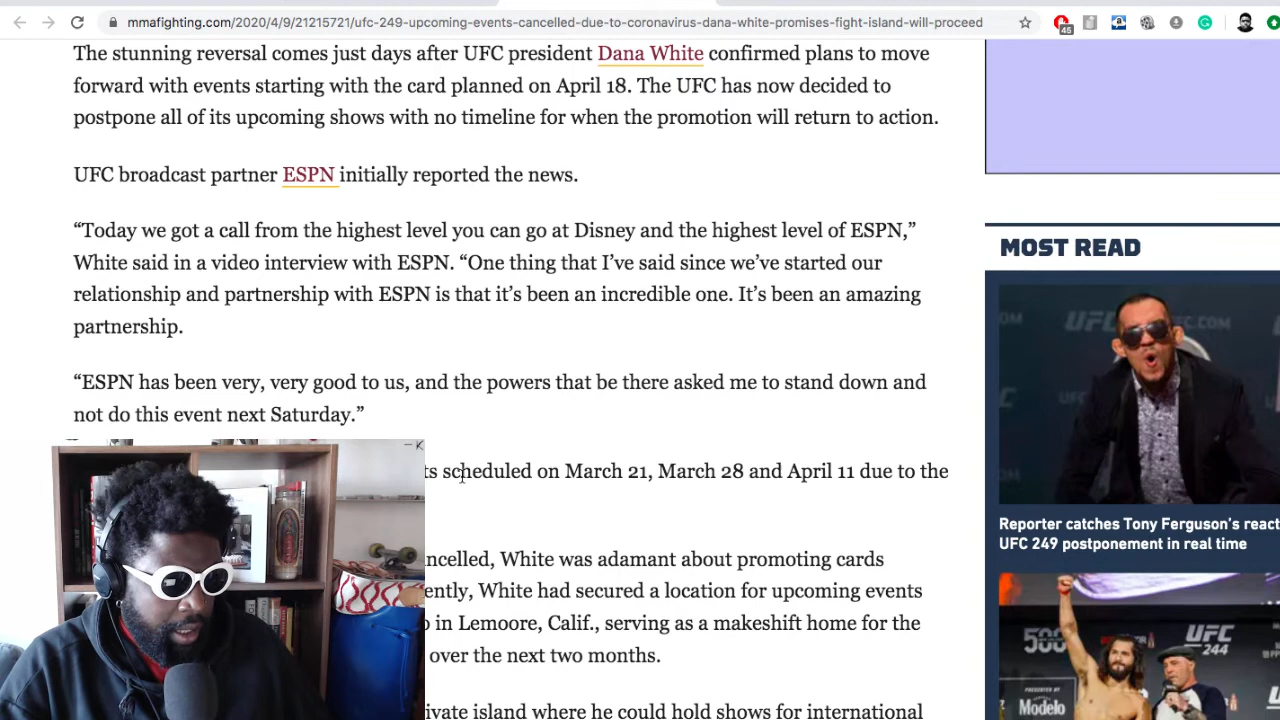 mmafighting.com/2020/4/9/21215721/ufc-249-upcoming-events-cancelled-due-to-coronavirus-dana-white-promises-fight-island-will-proceed
45
The stunning reversal comes just days after UFC president Dana White confirmed plans to move
forward with events starting with the card planned on April 18. The UFC has now decided to
postpone all of its upcoming shows with no timeline for when the promotion will return to action.
UFC broadcast partner ESPN initially reported the news.
“Today we got a call from the highest level you can go at Disney and the highest level of ESPN,”
White said in a video interview with ESPN. “One thing that I’ve said since we’ve started our
relationship and partnership with ESPN is that it’s been an incredible one. It’s been an amazing
partnership.
“ESPN has been very, very good to us, and the powers that be there asked me to stand down and
not do this event next Saturday.”
ts scheduled on March 21, March 28 and April 11 due to the
ncelled, White was adamant about promoting cards
ently, White had secured a location for upcoming events
in Lemoore, Calif., serving as a makeshift home for the
over the next two months.
ivate island where he could hold shows for international
MOST READ
UFC
UFC.COM
Reporter catches Tony Ferguson's react
UFC 249 postponement in real time
500
UFC
244
PRESENTED BY
Modelo